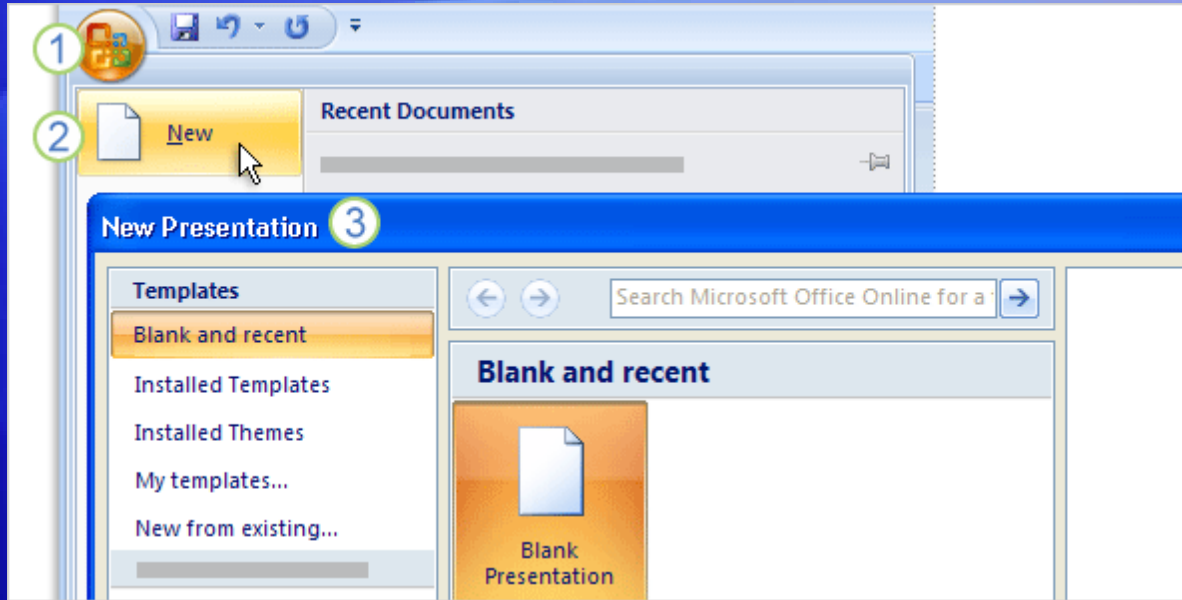 1
2
New
Recent Documents
New Presentation 3
Templates
Blank and recent
Installed Templates
Installed Themes
My templates...
New from existing...
Search Microsoft Office Online for a
Blank and recent
Blank
Presentation